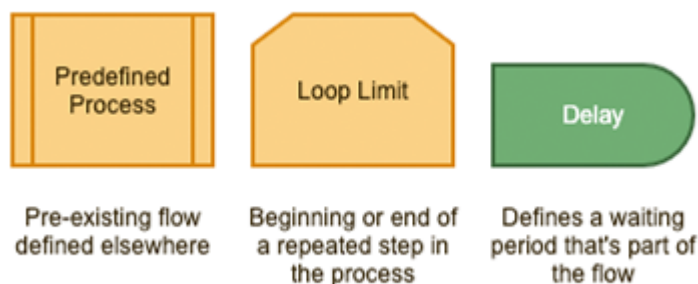 Predefined
Process
Loop Limit
Delay
Pre-existing flow
defined elsewhere
Beginning or end of
a repeated step in
the process
Defines a waiting
period that's part of
the flow